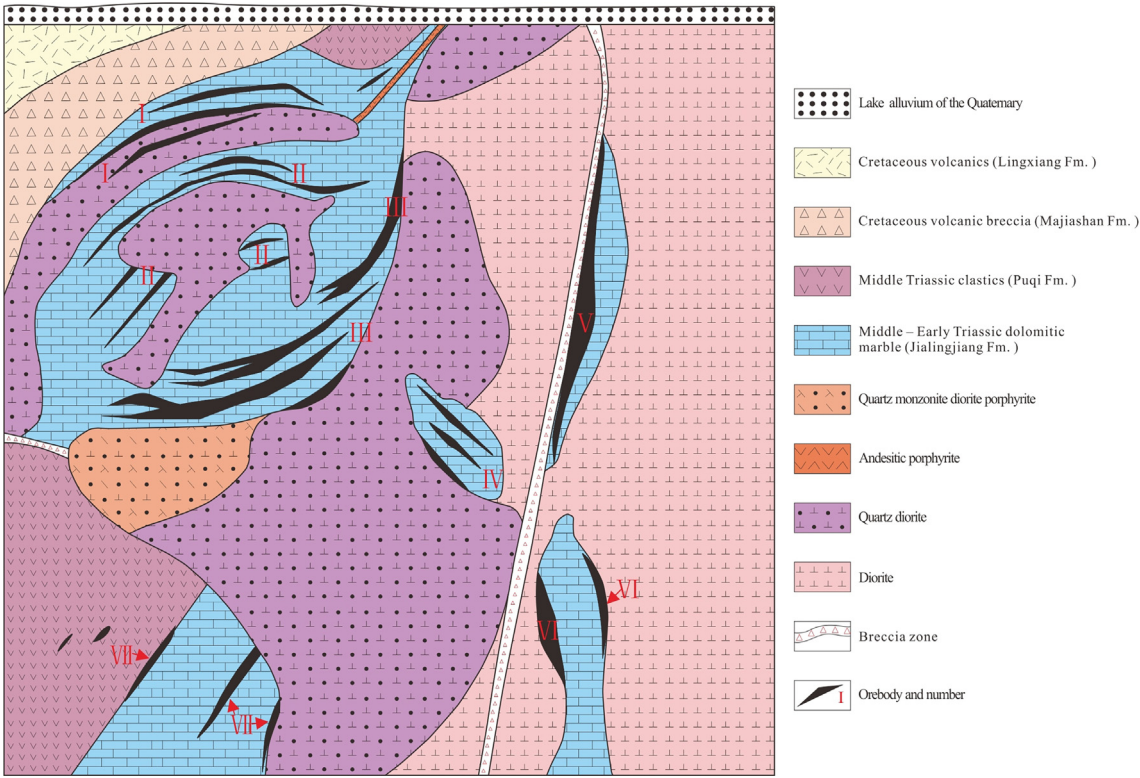 I
I
II
III
II
II
III
V
IV
VI
VI
VII
VII
Lake alluvium of the Quaternary
Cretaceous volcanics (Lingxiang Fm. )
Cretaceous volcanic breccia (Majiashan Fm. )
Middle Triassic clastics (Puqi Fm. )
Middle – Early Triassic dolomitic
marble (Jialingjiang Fm. )
Quartz monzonite diorite porphyrite
Andesitic porphyrite
Quartz diorite
Diorite
Breccia zone
Orebody and number
I